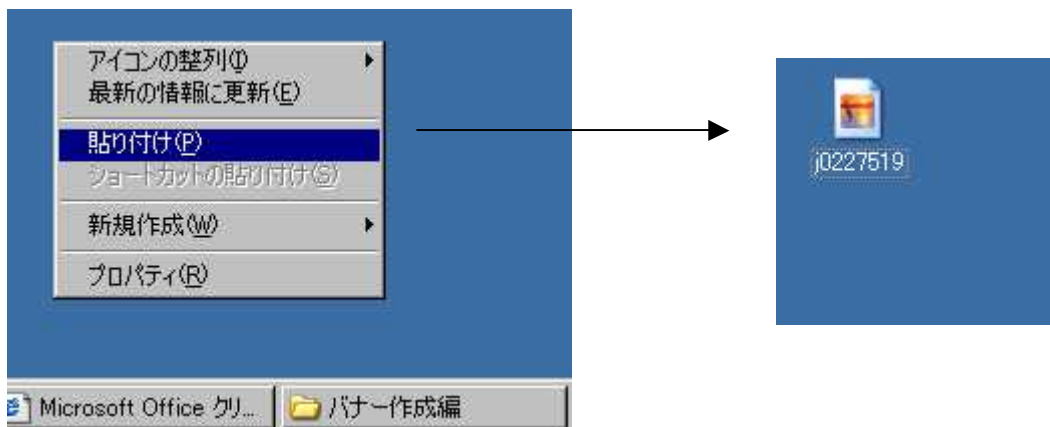 アイコンの整列(I)
最新の情報に更新(E)
貼り付け(P)
ショートカットの貼り付け(S)
新規作成(W)
プロパティ(R)
j0227519
Microsoft Office クリ...
バナー作成編